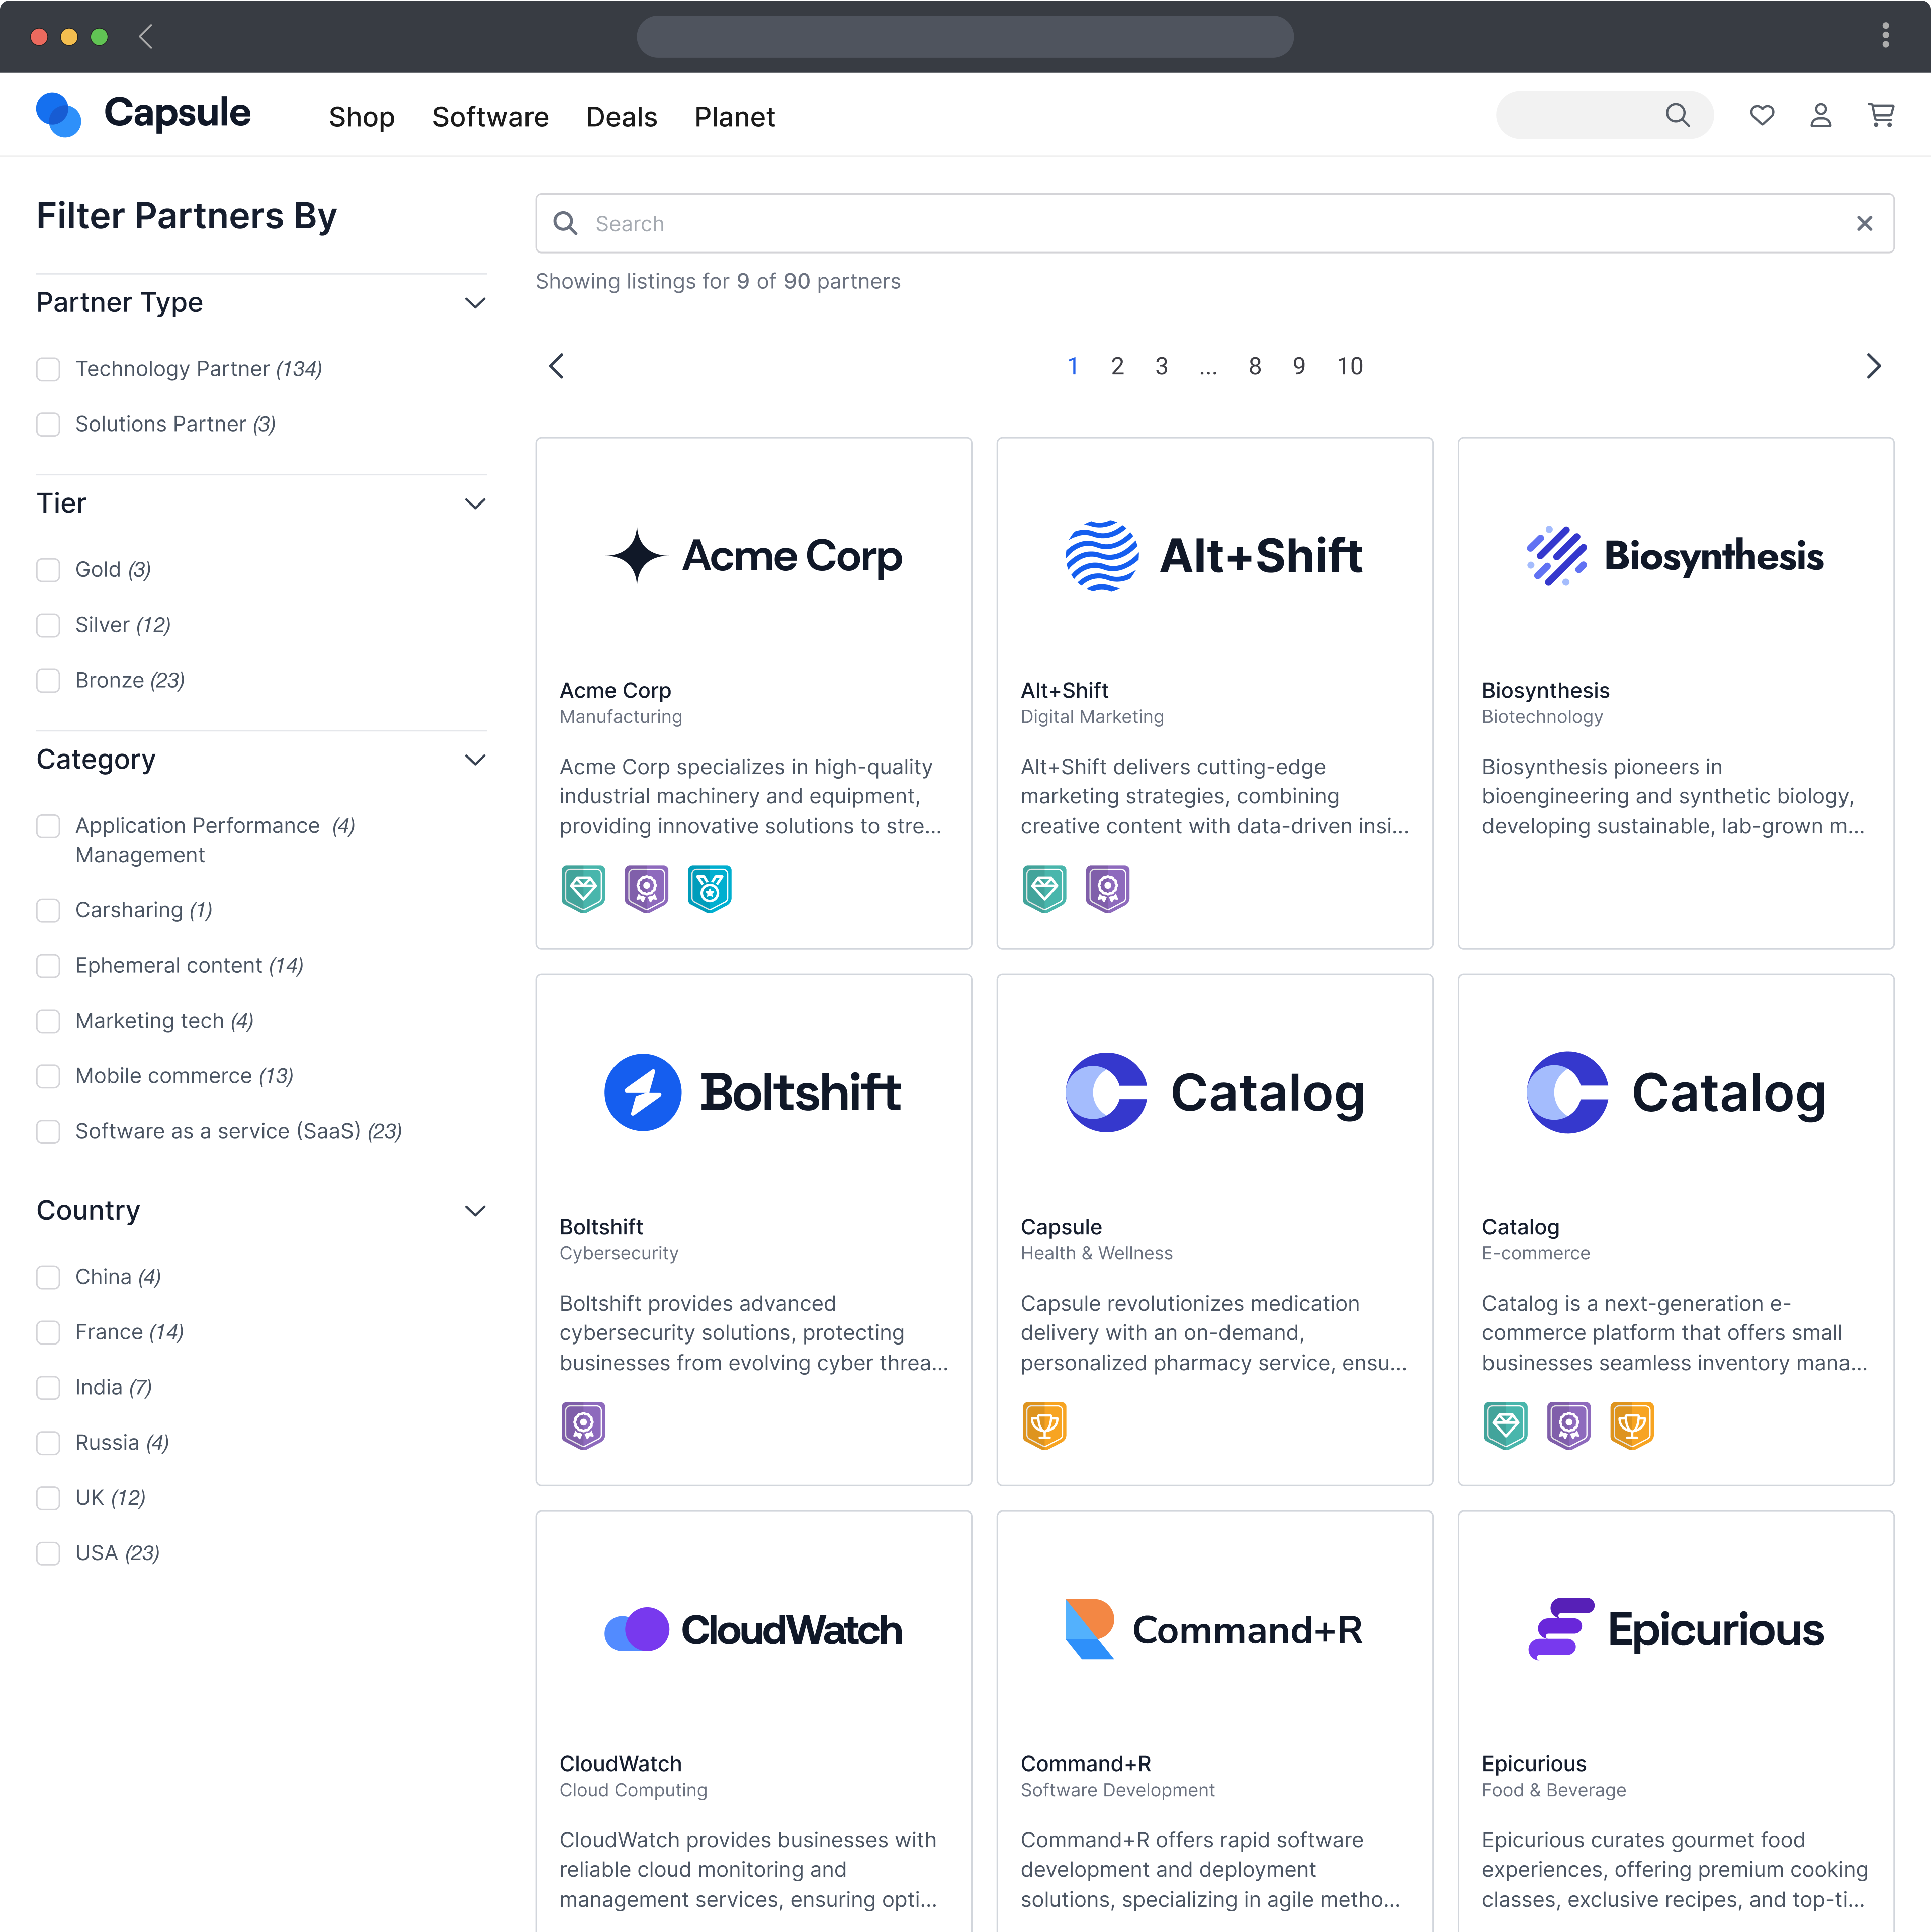 Capsule
Shop Software Deals Planet
Filter Partners By
Partner Type
Technology Partner (134)
Solutions Partner (3)
Tier
Gold (3)
Silver (12)
Bronze (23)
Category
Application Performance (4)
Management
Carsharing (1)
Ephemeral content (14)
Marketing tech (4)
Mobile commerce (13)
Software as a service (SaaS) (23)
Country
China (4)
France (14)
India (7)
Russia (4)
UK (12)
USA (23)
Search
Showing listings for 9 of 90 partners
1 2 3 ... 8 9 10
Acme Corp
Acme Corp
Manufacturing
Acme Corp specializes in high-quality
industrial machinery and equipment,
providing innovative solutions to stre...
Alt+Shift
Alt+Shift
Digital Marketing
Alt+Shift delivers cutting-edge
marketing strategies, combining
creative content with data-driven insi...
Biosynthesis
Biosynthesis
Biotechnology
Biosynthesis pioneers in
bioengineering and synthetic biology,
developing sustainable, lab-grown m...
Boltshift
Boltshift
Cybersecurity
Boltshift provides advanced
cybersecurity solutions, protecting
businesses from evolving cyber threa...
Catalog
Capsule
Health & Wellness
Capsule revolutionizes medication
delivery with an on-demand,
personalized pharmacy service, ensu...
Catalog
Catalog
E-commerce
Catalog is a next-generation e-
commerce platform that offers small
businesses seamless inventory mana...
CloudWatch
CloudWatch
Cloud Computing
CloudWatch provides businesses with
reliable cloud monitoring and
management services, ensuring opti...
Command+R
Command+R
Software Development
Command+R offers rapid software
development and deployment
solutions, specializing in agile metho...
Epicurious
Epicurious
Food & Beverage
Epicurious curates gourmet food
experiences, offering premium cooking
classes, exclusive recipes, and top-ti...